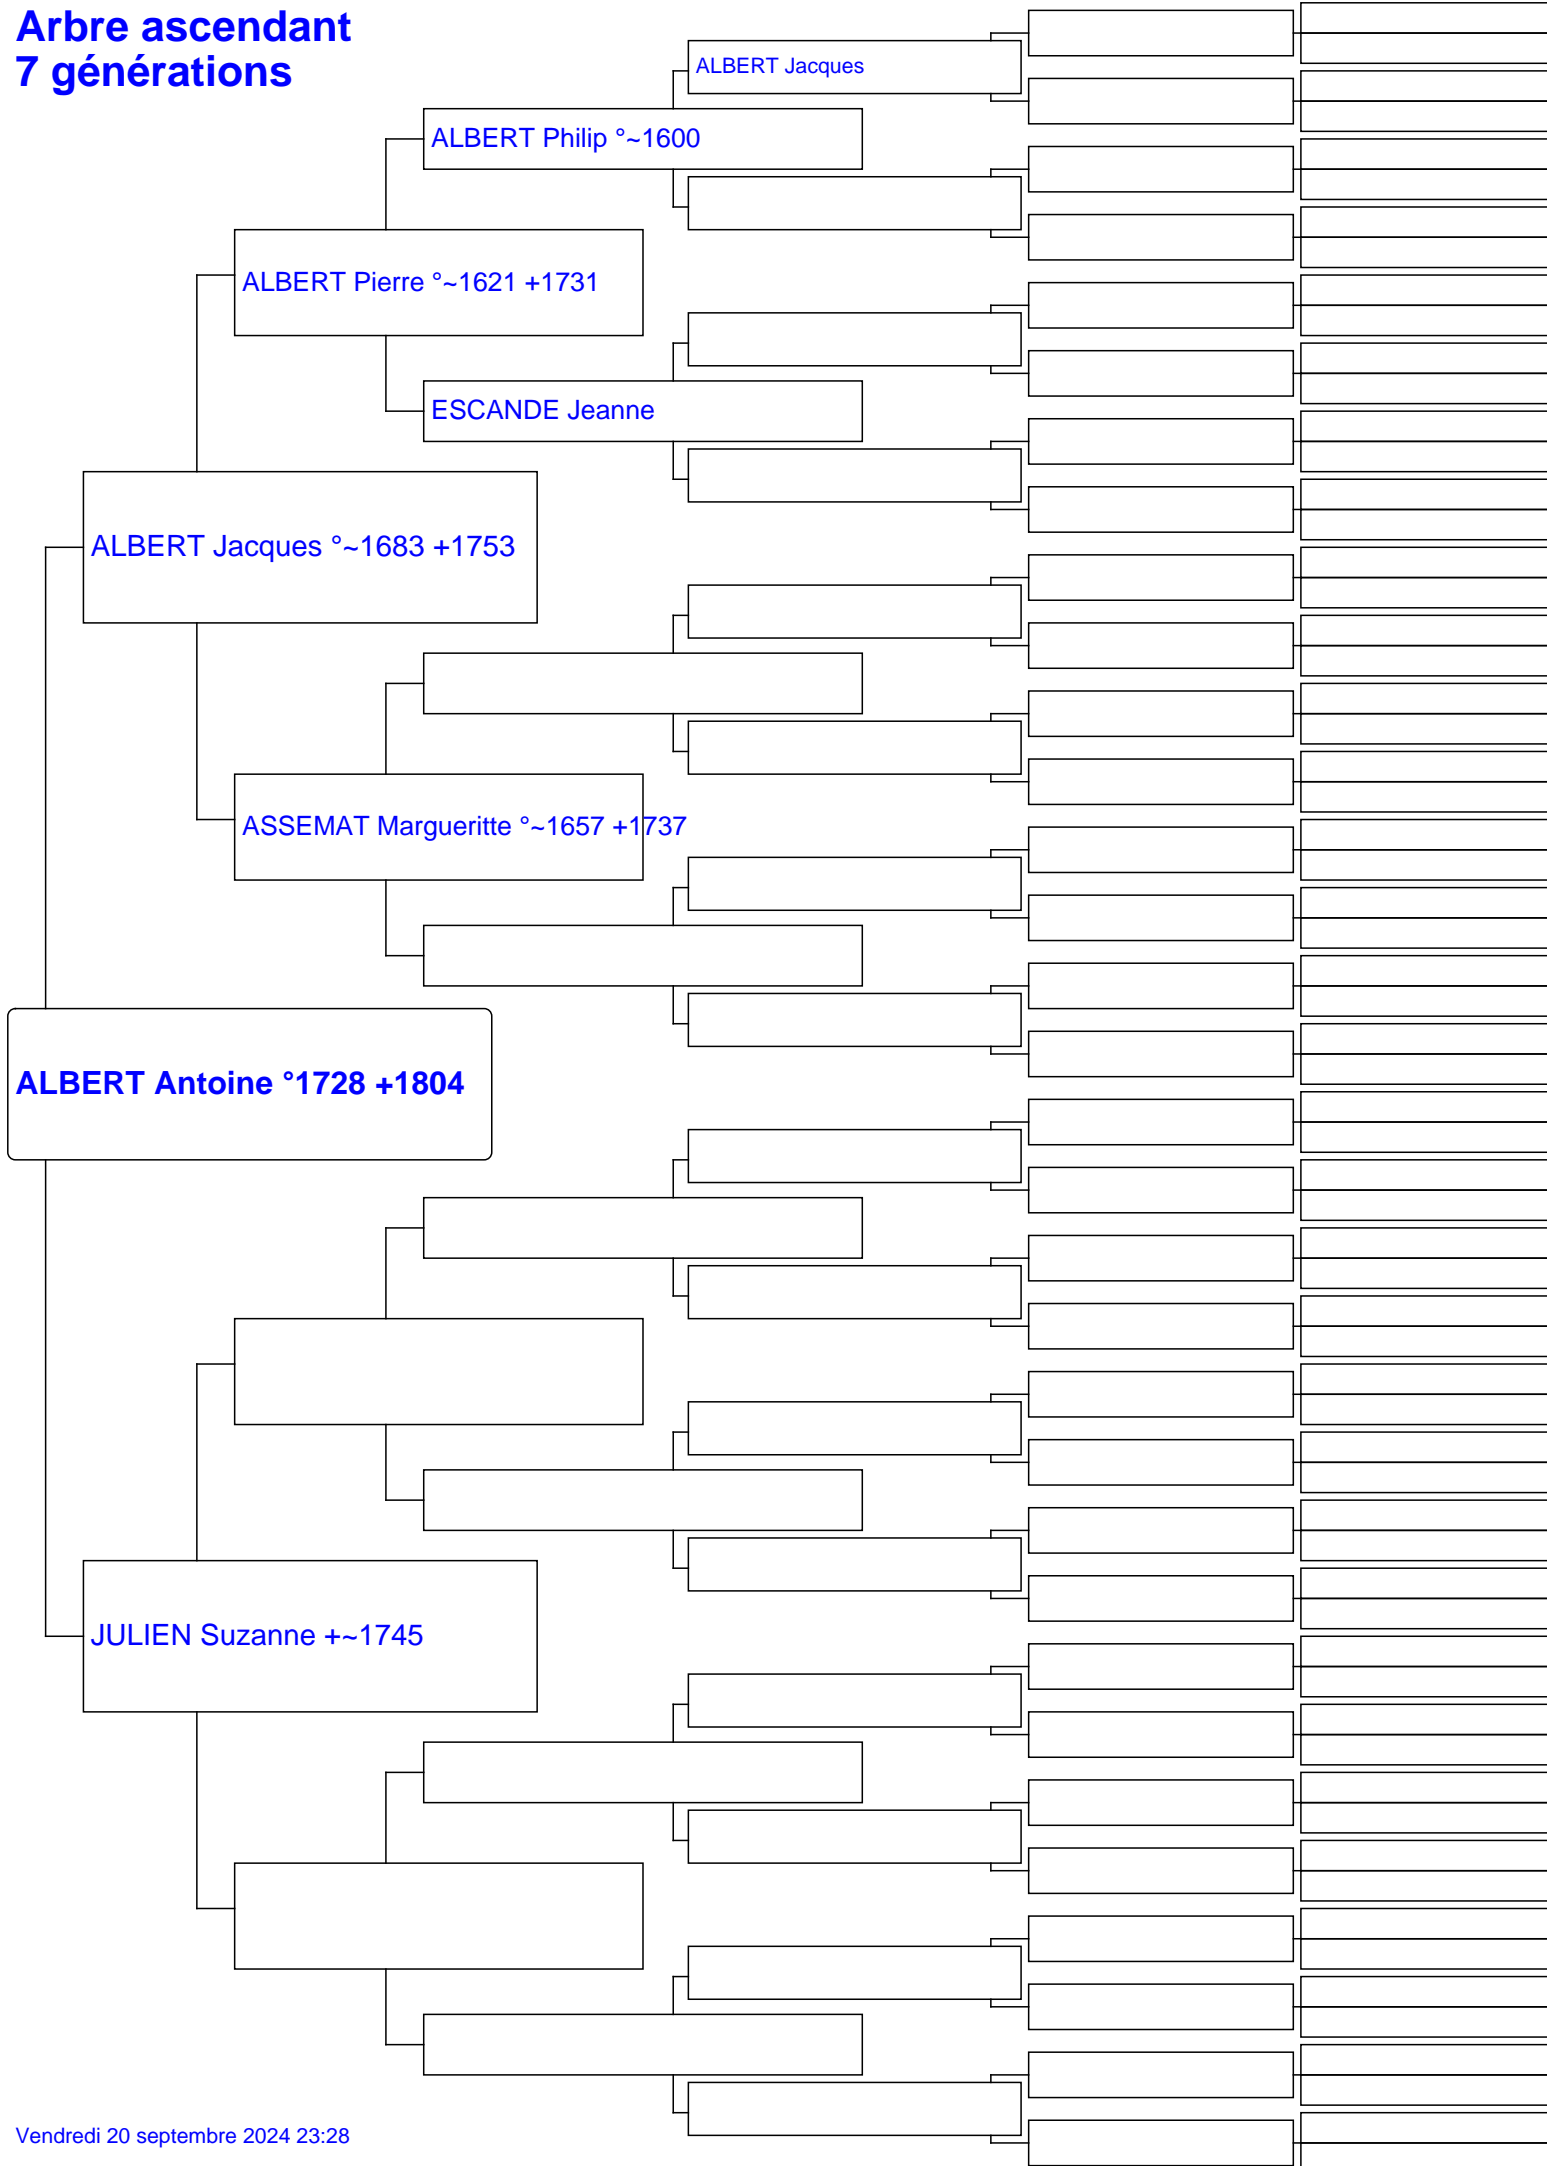 Arbre ascendant
7 générations
ALBERT Jacques
ALBERT Philip °~1600
ALBERT Pierre °~1621 +1731
ESCANDE Jeanne
ALBERT Jacques °~1683 +1753
ASSEMAT Margueritte °~1657 +1737
ALBERT Antoine °1728 +1804
JULIEN Suzanne +~1745
Vendredi 20 septembre 2024 23:28